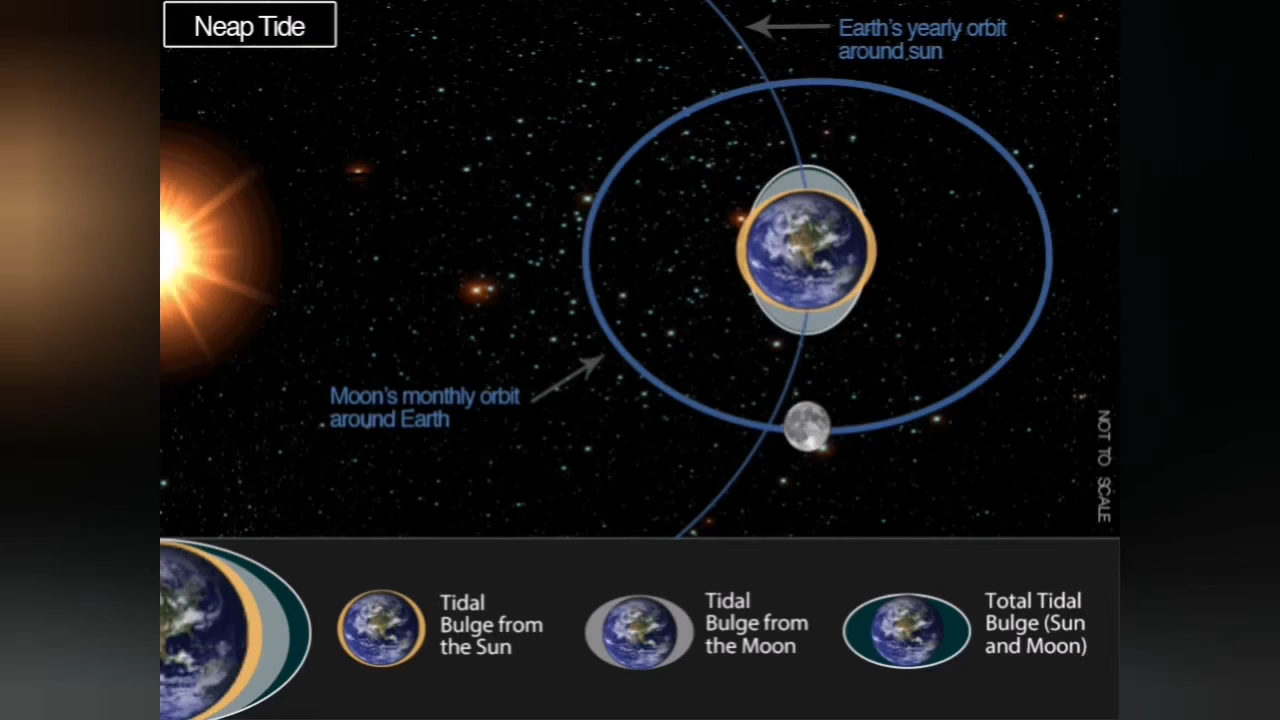 Neap Tide
Earth's yearly orbit
around sun
Moon's monthly orbit
around Earth
NOT TO SCALE
Tidal
Bulge from
the Sun
Tidal
Bulge from
the Moon
Total Tidal
Bulge (Sun
and Moon)